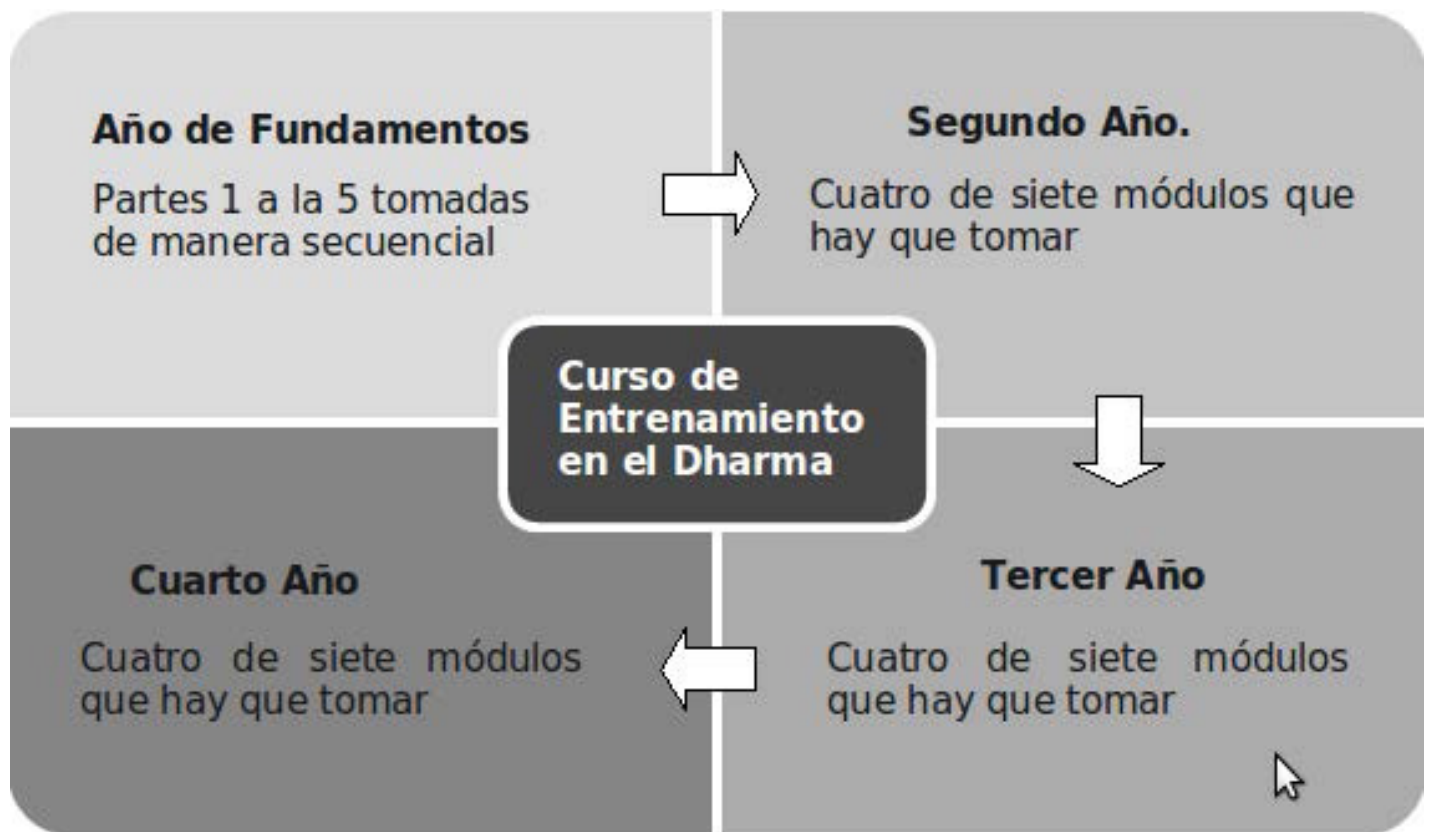 Año de Fundamentos
Partes 1 a la 5 tomadas
de manera secuencial
Segundo Año.
Cuatro de siete módulos que
hay que tomar
Curso de
Entrenamiento
en el Dharma
Tercer Año
Cuatro de siete módulos
que hay que tomar
Cuarto Año
Cuatro de siete módulos
que hay que tomar